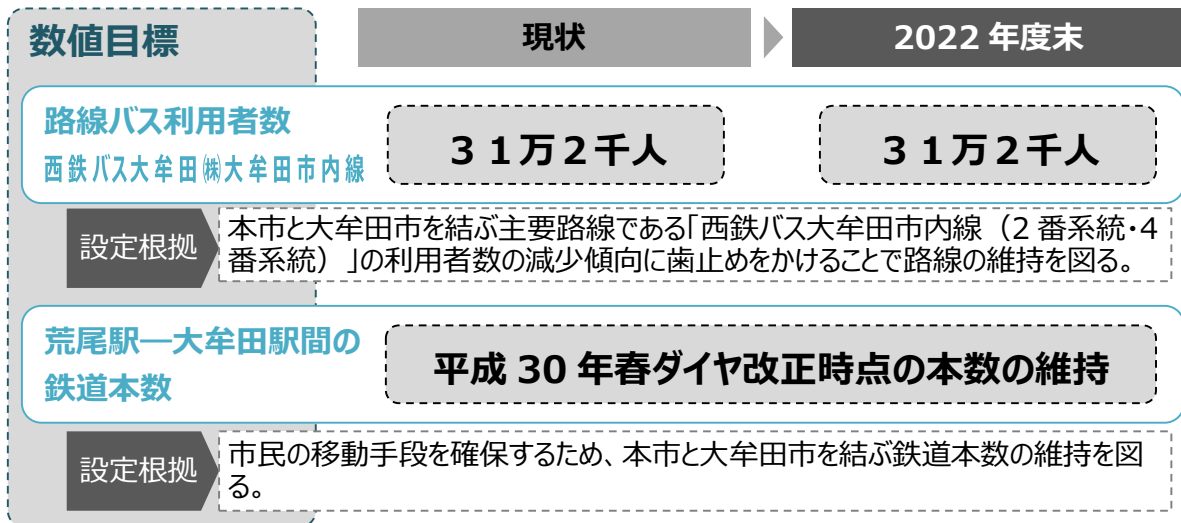 数値目標
現状
2022 年度末
路線バス利用者数
西鉄バス大牟田㈱大牟田市内線
31万2千人
31万2千人
設定根拠
本市と大牟田市を結ぶ主要路線である「西鉄バス大牟田市内線（2 番系統・4
番系統）」の利用者数の減少傾向に歯止めをかけることで路線の維持を図る。
荒尾駅―大牟田駅間の
鉄道本数
平成 30 年春ダイヤ改正時点の本数の維持
設定根拠
市民の移動手段を確保するため、本市と大牟田市を結ぶ鉄道本数の維持を図
る。